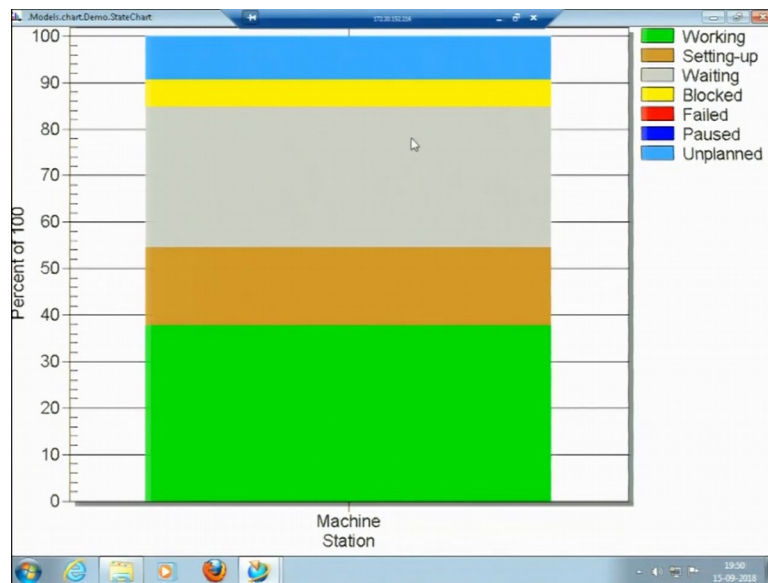 .Models.chart.Demo.StateChart
100
90
80
70
60
50
40
30
20
10
0
Percent of 100
Machine
Station
Working
Setting-up
Waiting
Blocked
Failed
Paused
Unplanned
19:50
15-09-2018